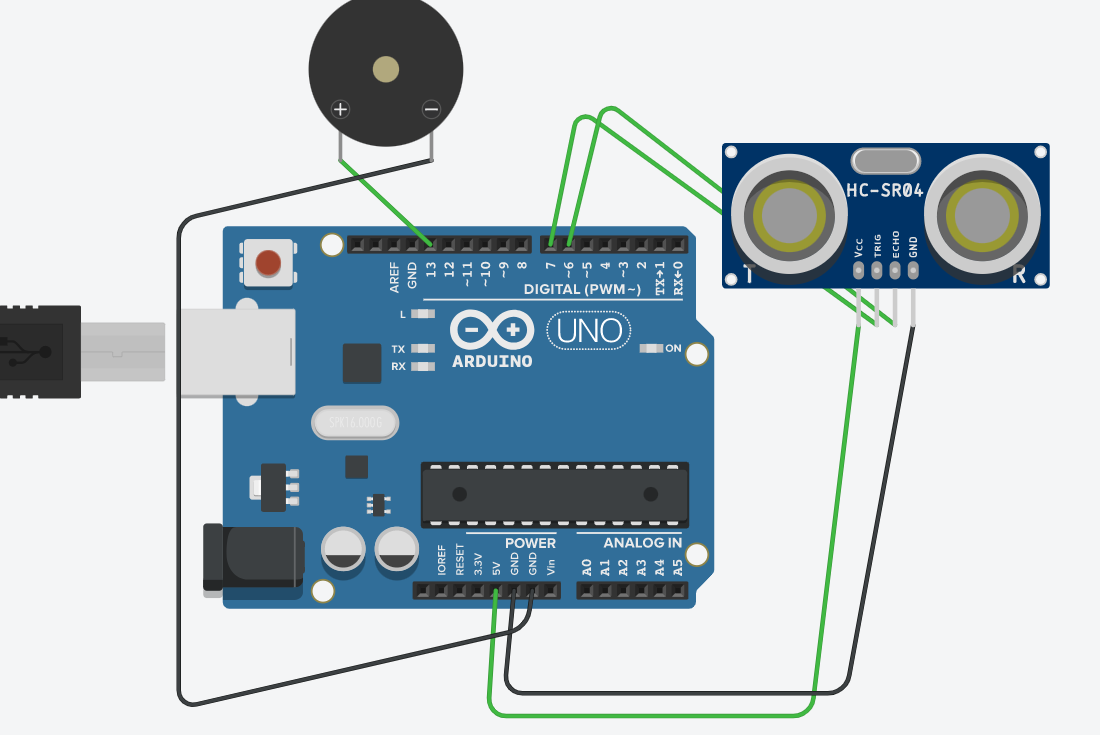 + −
HC-SR04
VCC TRIG ECHO GND
T R
AREF GND 13 12 ~11 ~10 ~9 8 7 ~6 ~5 4 ~3 2 TX→1 RX←0
DIGITAL (PWM~)
L
TX
RX
ARDUINO
UNO
ON
SPK16.000G
POWER ANALOG IN
IOREF RESET 3.3V 5V GND GND Vin A0 A1 A2 A3 A4 A5